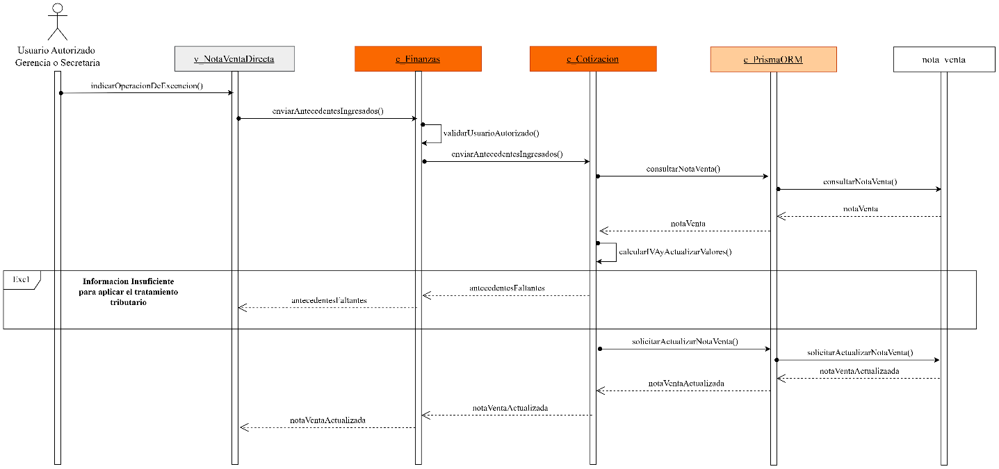 Usuario Autorizado
Gerencia o Secretaria
v_NotaVentaDirecta
c_Finanzas
c_Cotizacion
c_PrismaORM
nota_venta
indicarOperacionDeExcencion()
enviarAntecedentesIngresados()
validarUsuarioAutorizado()
enviarAntecedentesIngresados()
consultarNotaVenta()
consultarNotaVenta()
notaVenta
notaVenta
calcularIVAyActualizarValores()
Exc1
Informacion Insuficiente
para aplicar el tratamiento
tributario
antecedentesFaltantes
antecedentesFaltantes
solicitarActualizarNotaVenta()
solicitarActualizarNotaVenta()
notaVentaActualizaada
notaVentaActualizada
notaVentaActualizada
notaVentaActualizada